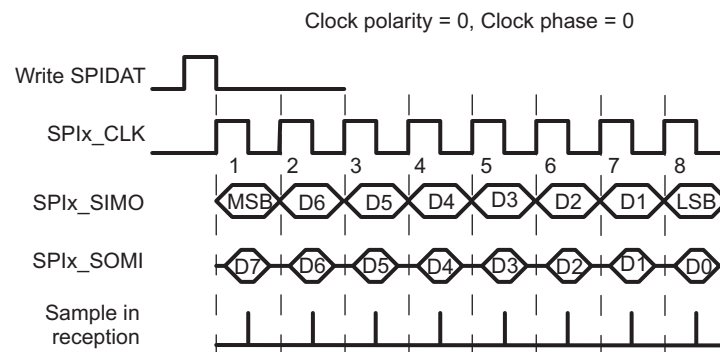 Clock polarity = 0, Clock phase = 0
Write SPIDAT
SPIx_CLK
1 2 3 4 5 6 7 8
SPIx_SIMO MSB D6 D5 D4 D3 D2 D1 LSB
SPIx_SOMI D7 D6 D5 D4 D3 D2 D1 D0
Sample in
reception